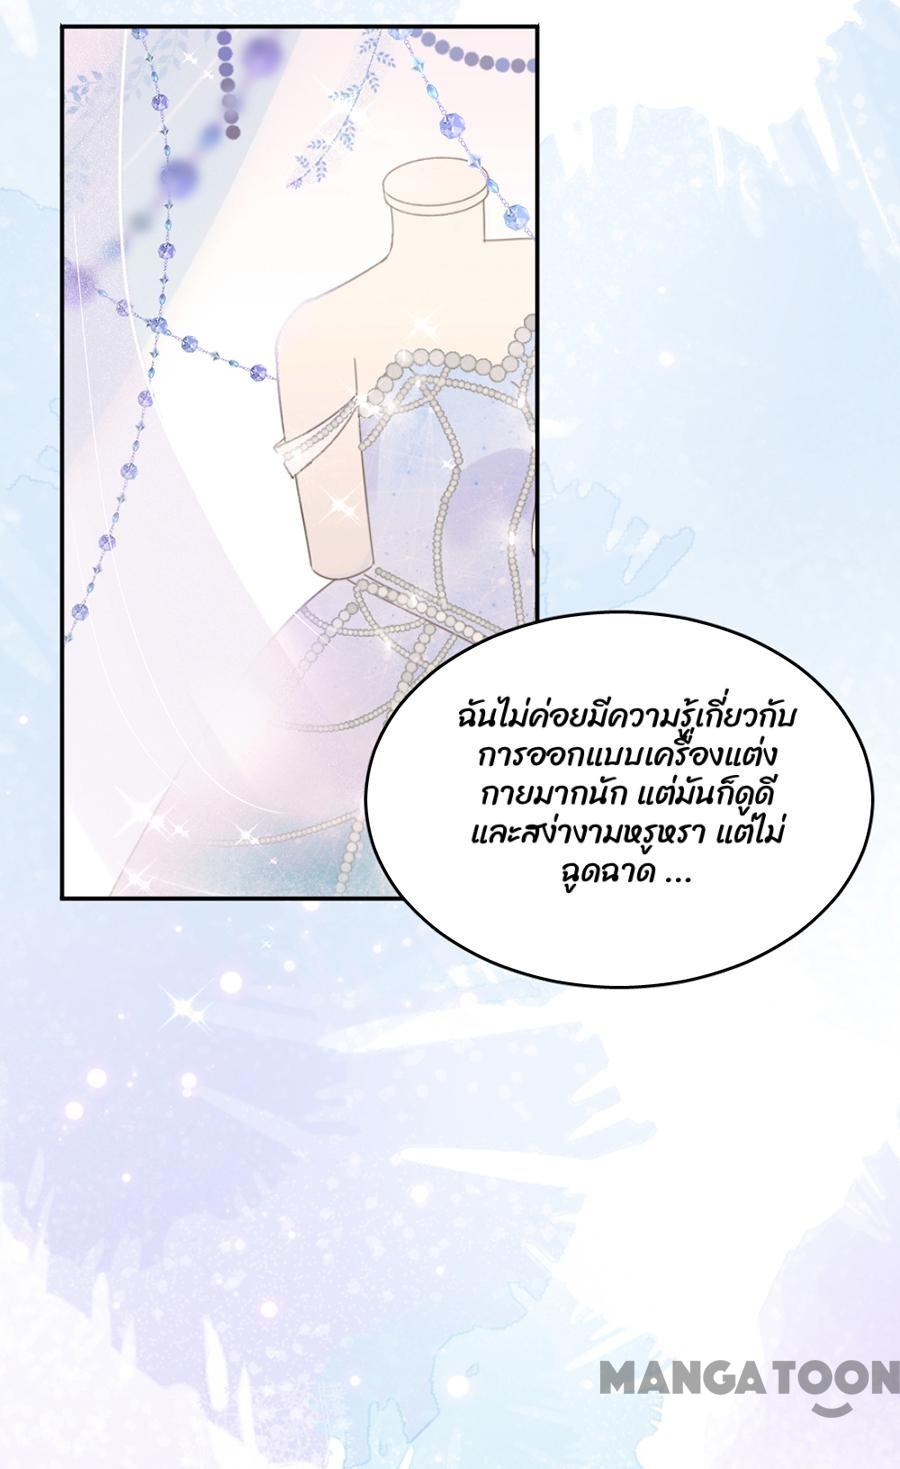 ฉันไม่ค่อยมีความรู้เกี่ยวกับ
การออกแบบเครื่องแต่ง
กายมากนัก แต่มันก็ดูดี
และสง่างามหรูหรา แต่ไม่
ฉูดฉาด ...
MANGATOON